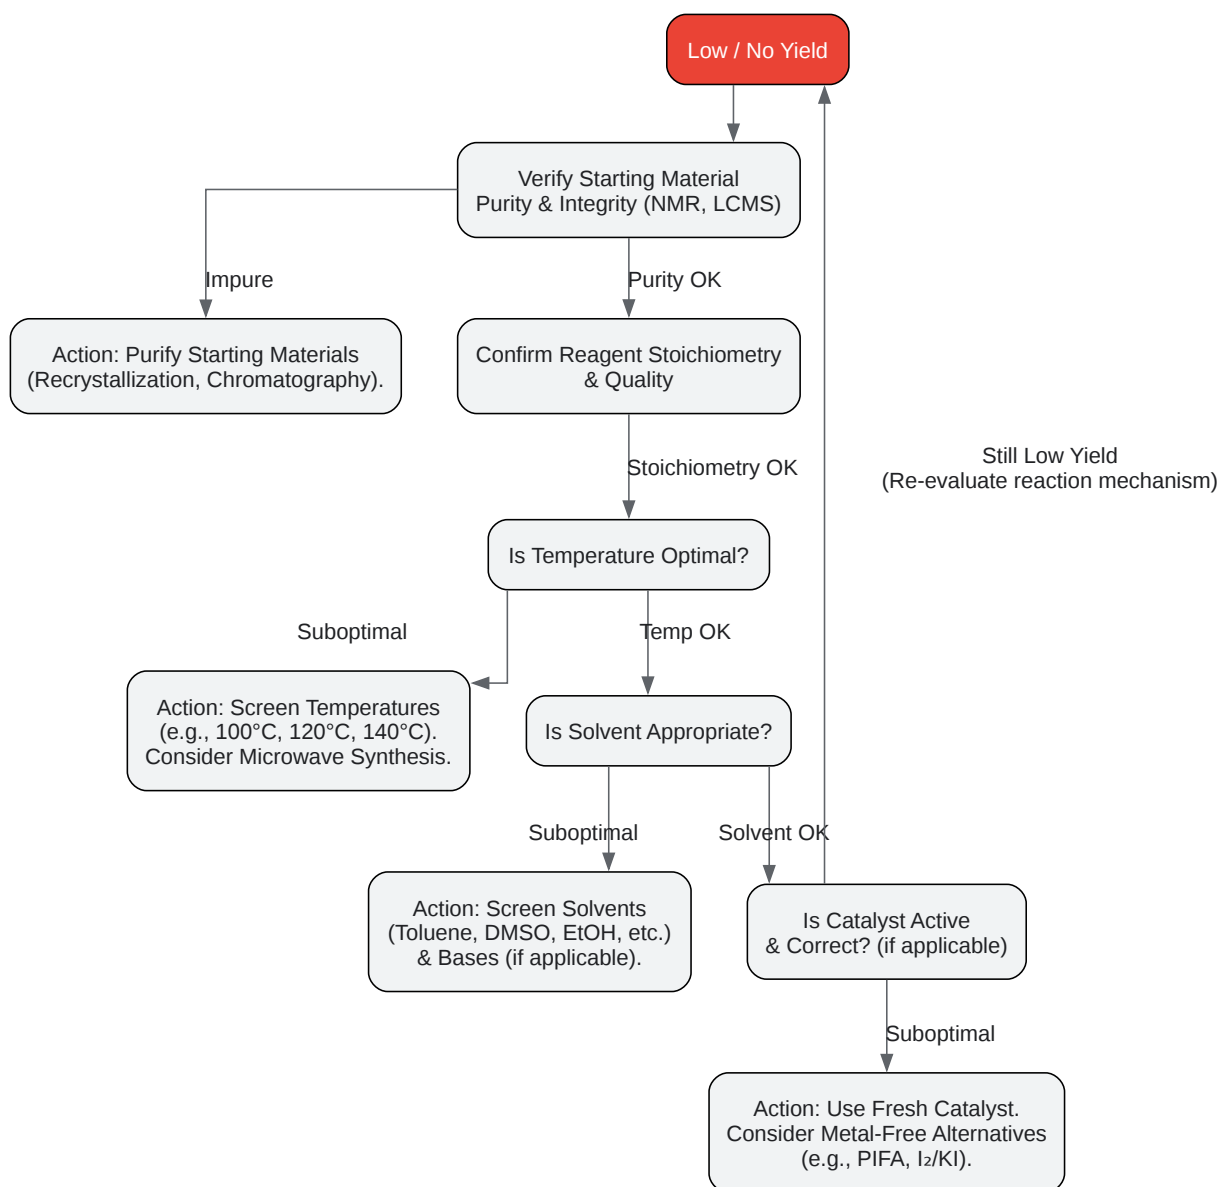 Low / No Yield
Verify Starting Material
Purity & Integrity (NMR, LCMS)
Impure
Purity OK
Action: Purify Starting Materials
(Recrystallization, Chromatography).
Confirm Reagent Stoichiometry
& Quality
Still Low Yield
(Re-evaluate reaction mechanism)
Stoichiometry OK
Is Temperature Optimal?
Suboptimal
Temp OK
Action: Screen Temperatures
(e.g., 100°C, 120°C, 140°C).
Consider Microwave Synthesis.
Is Solvent Appropriate?
Suboptimal
Solvent OK
Action: Screen Solvents
(Toluene, DMSO, EtOH, etc.)
& Bases (if applicable).
Is Catalyst Active
& Correct? (if applicable)
Suboptimal
Action: Use Fresh Catalyst.
Consider Metal-Free Alternatives
(e.g., PIFA, I₂/KI).